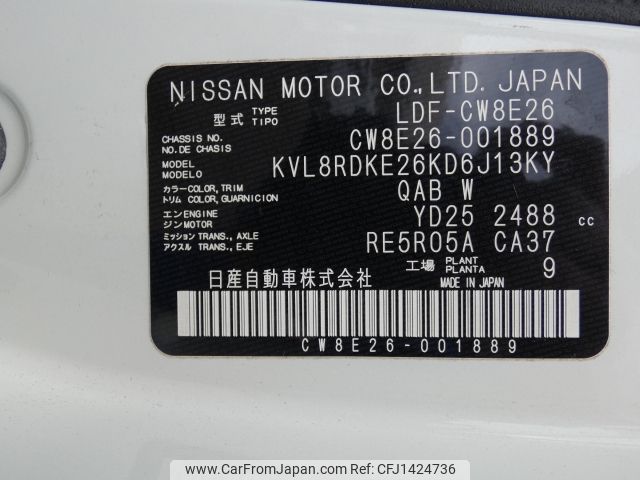 NISSAN MOTOR CO.,LTD. JAPAN
型式 TYPE TIPO LDF-CW8E26
CHASSIS NO. NO.DE CHASIS CW8E26-001889
MODEL MODELO KVL8RDKE26KD6J13KY
カラー COLOR, TRIM トリム COLOR, GUARNICION QAB W
エンジン ENGINE MOTOR YD25 2488 cc
ミッション TRANS., AXLE アクスル TRANS., EJE RE5R05A CA37
工場 PLANT PLANTA 9
日産自動車株式会社 MADE IN JAPAN
CW8E26-001889
www.CarFromJapan.com - Ref No: CFJ1424736